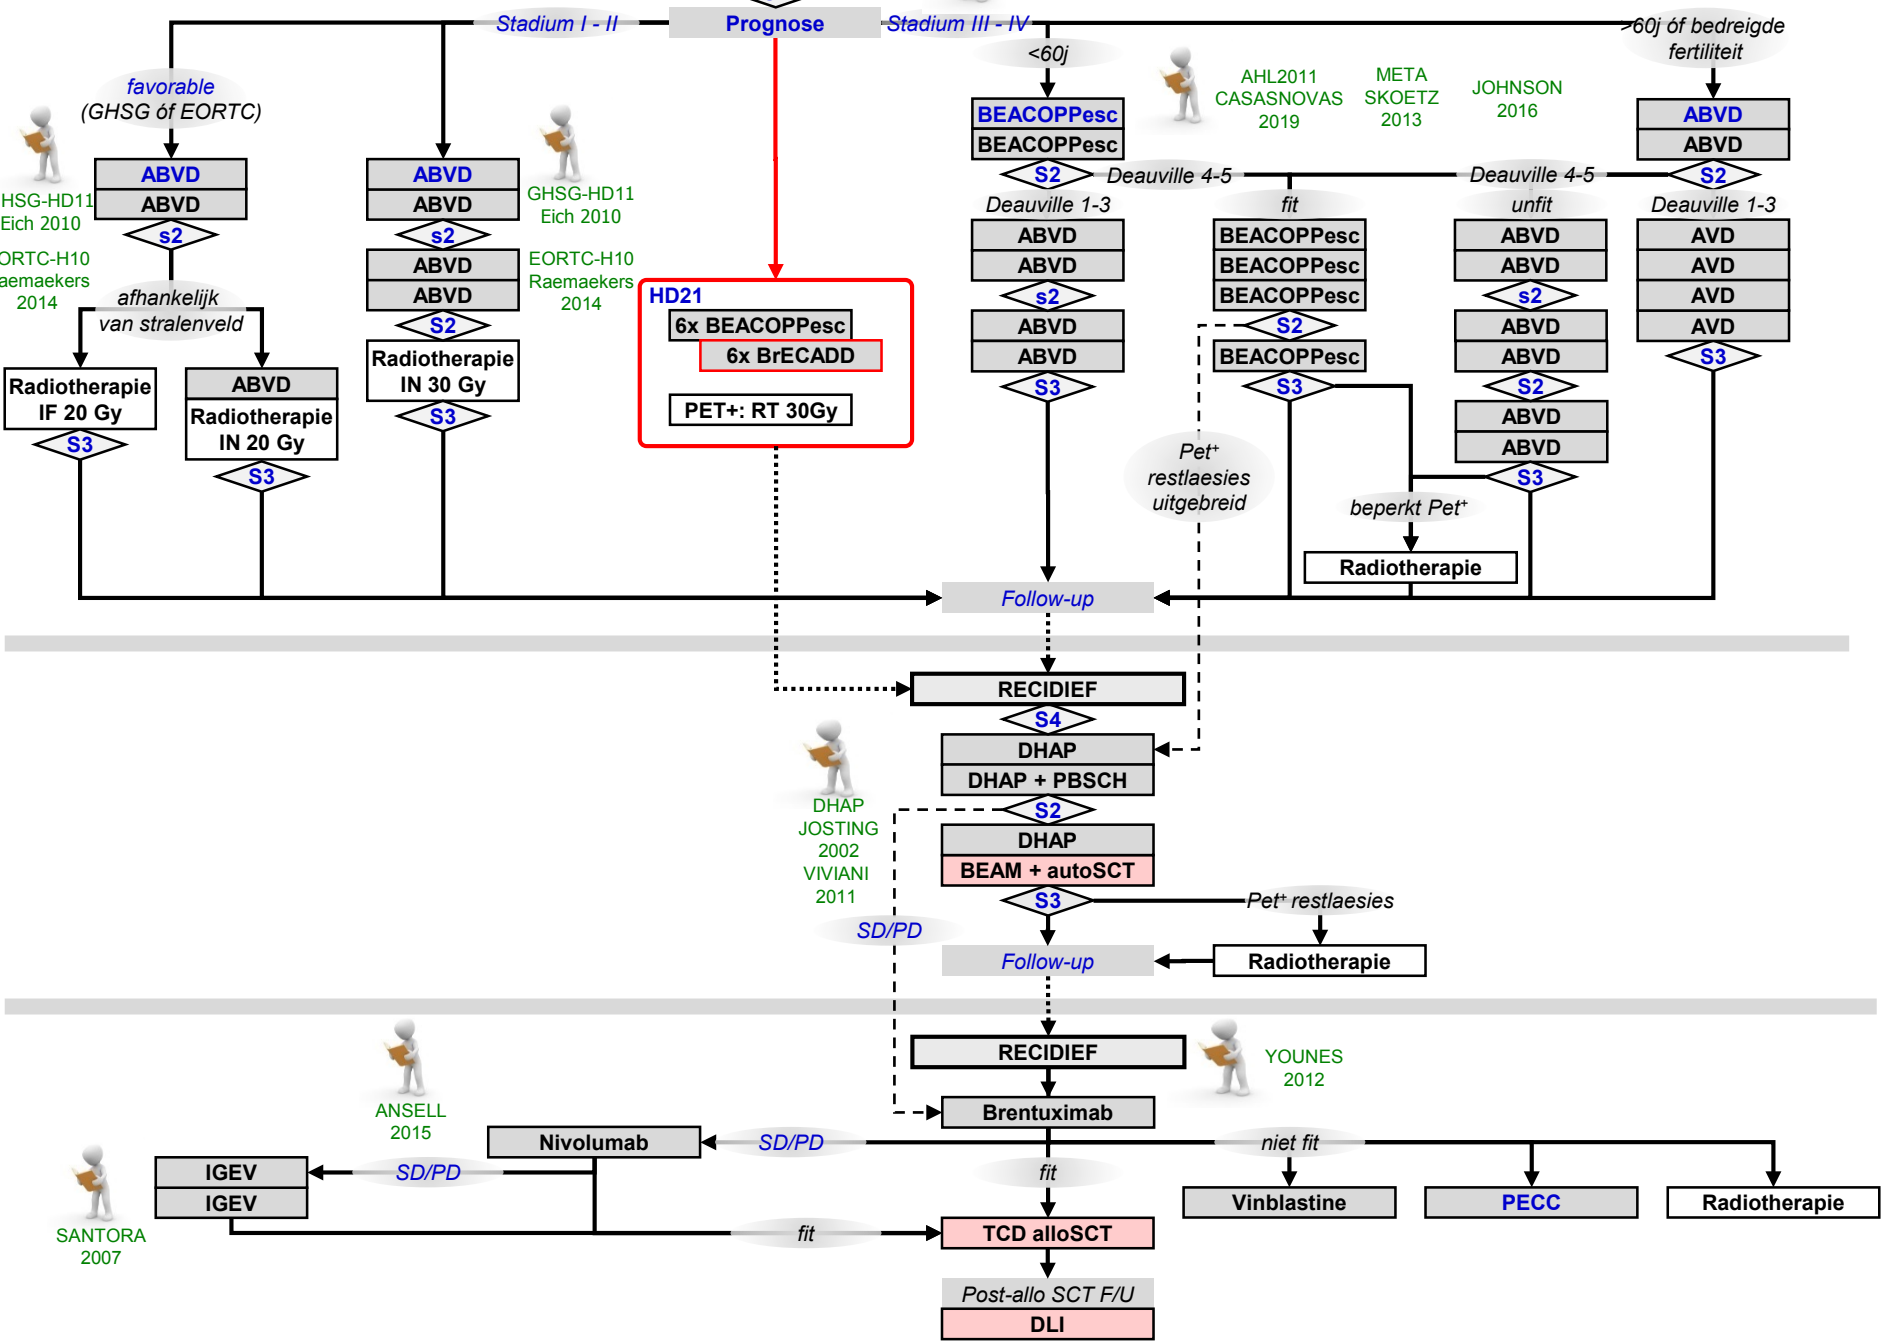 Stadium I - II
Prognose
Stadium III - IV
>60j óf bedreigde
fertiliteit
<60j
favorable
(GHSG óf EORTC)
AHL2011
CASASNOVAS
2019
META
SKOETZ
2013
JOHNSON
2016
BEACOPPesc
BEACOPPesc
S2
Deauville 4-5
Deauville 4-5
ABVD
ABVD
S2
ABVD
ABVD
s2
HSG-HD11
Eich 2010
ORTC-H10
aemaekers
2014
afhankelijk
van stralenveld
Radiotherapie
IF 20 Gy
S3
ABVD
Radiotherapie
IN 20 Gy
S3
ABVD
ABVD
s2
ABVD
ABVD
S2
Radiotherapie
IN 30 Gy
S3
GHSG-HD11
Eich 2010
EORTC-H10
Raemaekers
2014
HD21
6x BEACOPPesc
6x BrECADD
PET+: RT 30Gy
Deauville 1-3
ABVD
ABVD
s2
ABVD
ABVD
S3
fit
BEACOPPesc
BEACOPPesc
BEACOPPesc
S2
BEACOPPesc
S3
unfit
ABVD
ABVD
s2
ABVD
ABVD
S2
ABVD
ABVD
S3
Deauville 1-3
AVD
AVD
AVD
AVD
S3
Pet+
restlaesies
uitgebreid
beperkt Pet+
Radiotherapie
Follow-up
RECIDIEF
S4
DHAP
DHAP + PBSCH
S2
DHAP
BEAM + autoSCT
S3
DHAP
JOSTING
2002
VIVIANI
2011
SD/PD
Pet+ restlaesies
Radiotherapie
Follow-up
RECIDIEF
YOUNES
2012
Brentuximab
ANSELL
2015
Nivolumab
SD/PD
niet fit
IGEV
IGEV
SD/PD
fit
Vinblastine
PECC
Radiotherapie
SANTORA
2007
fit
TCD alloSCT
Post-allo SCT F/U
DLI